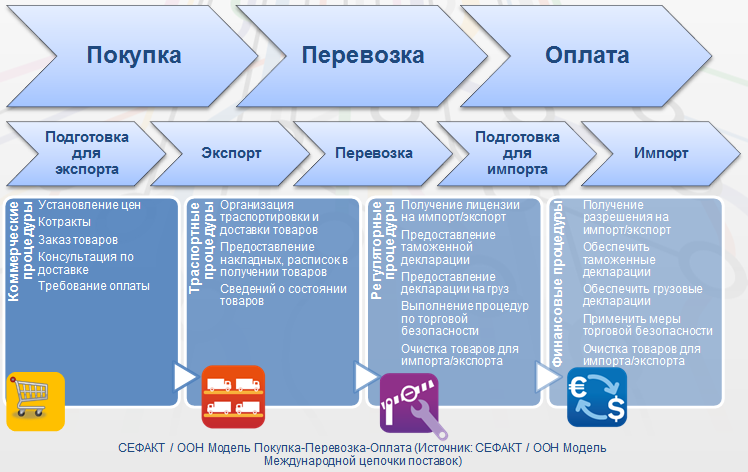 Покупка
Перевозка
Оплата
Подготовка
для
экспорта
Экспорт
Перевозка
Подготовка
для
импорта
Импорт
Коммерческие
процедуры
Установление цен
Котракты
Заказ товаров
Консультация по
доставке
Требование оплаты
Траспортные
процедуры
Организация
траспортировки и
доставки товаров
Предоставление
накладных, расписок в
получении товаров
Сведений о состоянии
товаров
Регуляторные
процедуры
Получение лицензии
на импорт/экспорт
Предоставление
таможенной
декларации
Предоставление
декларации на груз
Выполнение процедур
по торговой
безопасности
Очистка товаров для
импорта/экспорта
Финансовые процедуры
Получение
разрешения на
импорт/экспорт
Обеспечить
таможенные
декларации
Обеспечить грузовые
декларации
Применить меры
торговой безопасности
Очистка товаров для
импорта/экспорта
€
$
СЕФАКТ / ООН Модель Покупка-Перевозка-Оплата (Источник: СЕФАКТ / ООН Модель
Международной цепочки поставок)